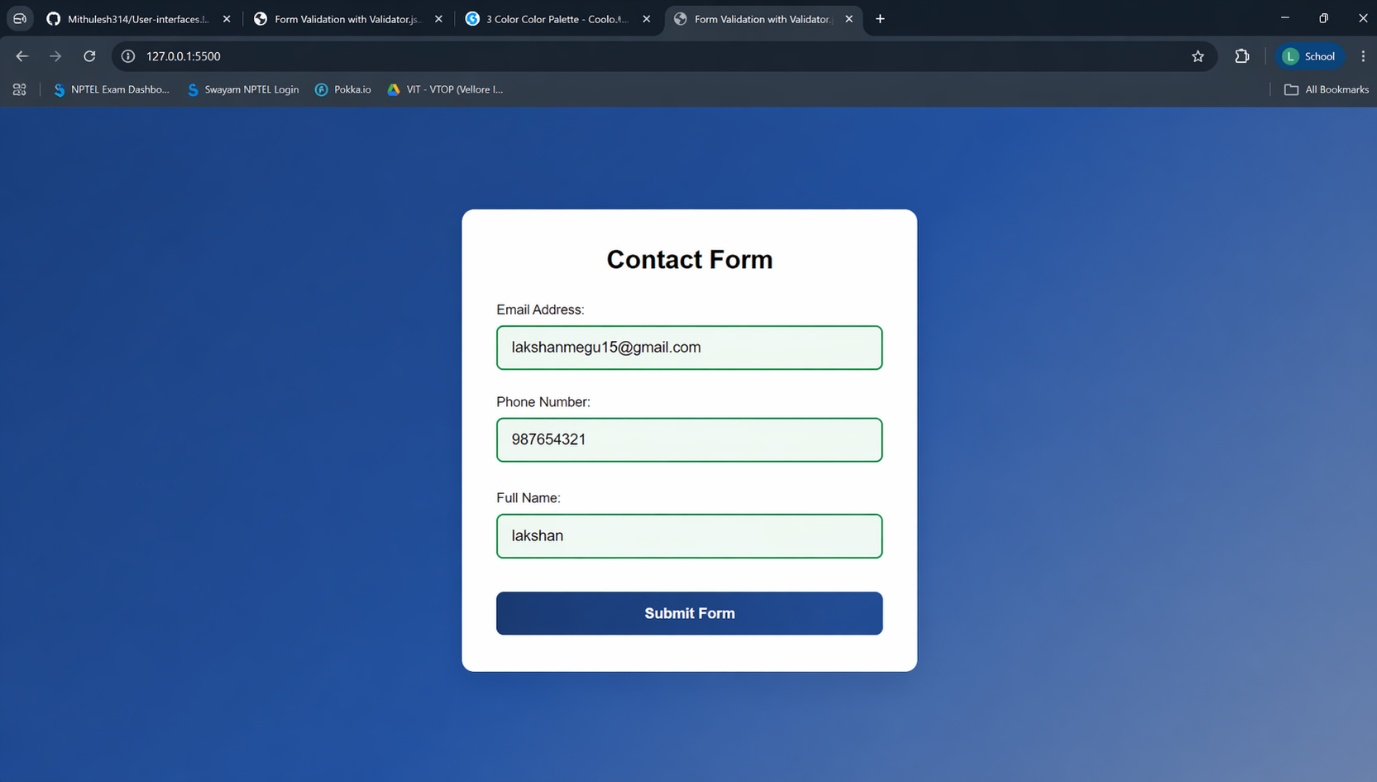 Mithulesh314/User-interfaces.!..
Form Validation with Validator.js..
3 Color Color Palette - Coolo.t...
Form Validation with Validator.j
127.0.0.1:5500
L School
NPTEL Exam Dashbo...
Swayam NPTEL Login
Pokka.io
VIT - VTOP (Vellore I...
All Bookmarks
Contact Form
Email Address:
lakshanmegu15@gmail.com
Phone Number:
987654321
Full Name:
lakshan
Submit Form